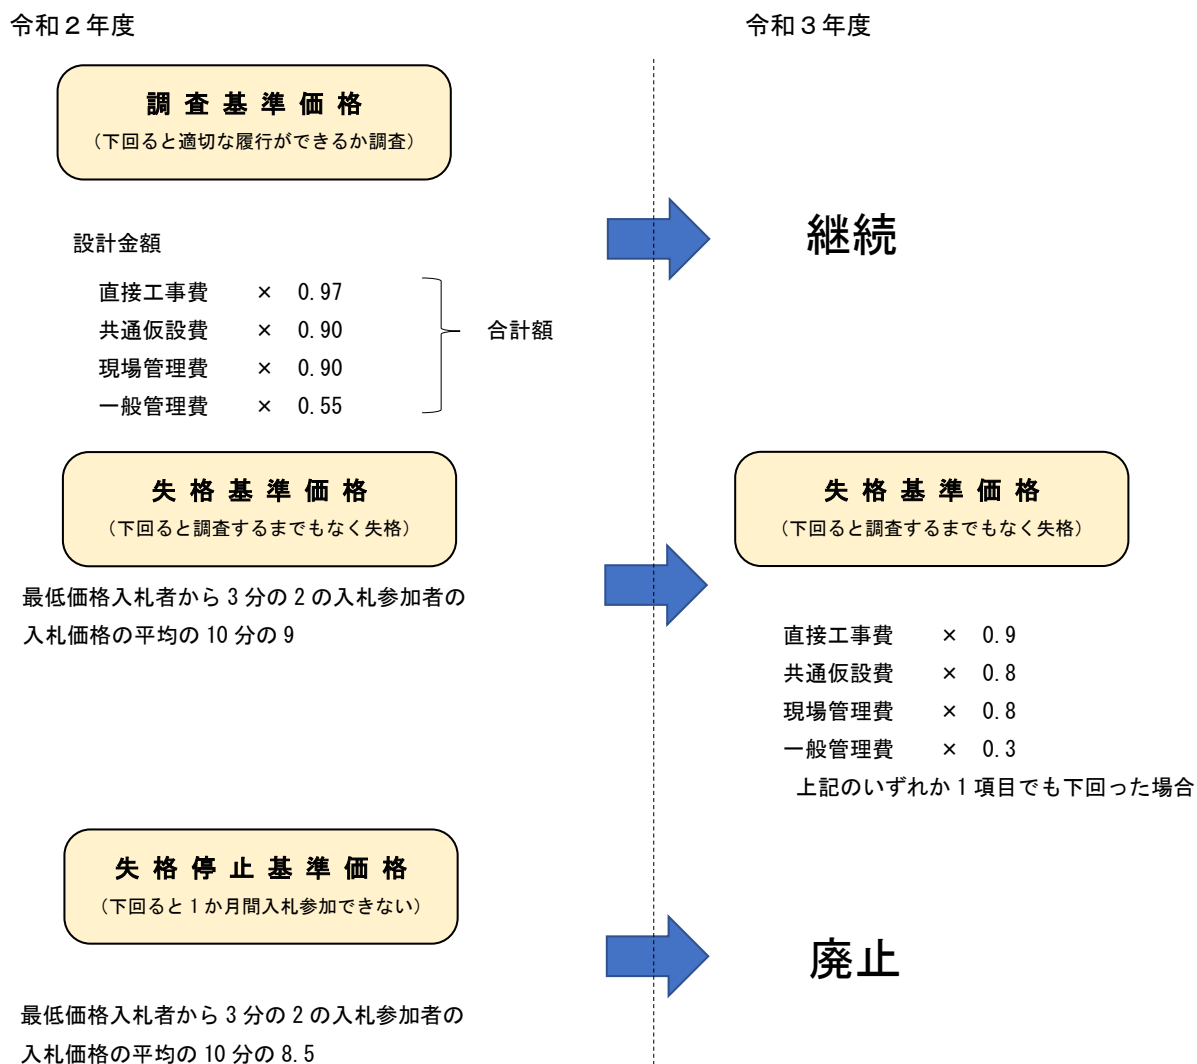 令和２年度
令和３年度
調査基準価格
（下回ると適切な履行ができるか調査）
継続
設計金額
直接工事費 × 0.97
共通仮設費 × 0.90
現場管理費 × 0.90
一般管理費 × 0.55
合計額
失格基準価格
（下回ると調査するまでもなく失格）
最低価格入札者から3分の2の入札参加者の
入札価格の平均の10分の9
失格基準価格
（下回ると調査するまでもなく失格）
直接工事費 × 0.9
共通仮設費 × 0.8
現場管理費 × 0.8
一般管理費 × 0.3
上記のいずれか1項目でも下回った場合
失格停止基準価格
（下回ると1か月間入札参加できない）
廃止
最低価格入札者から3分の2の入札参加者の
入札価格の平均の10分の8.5